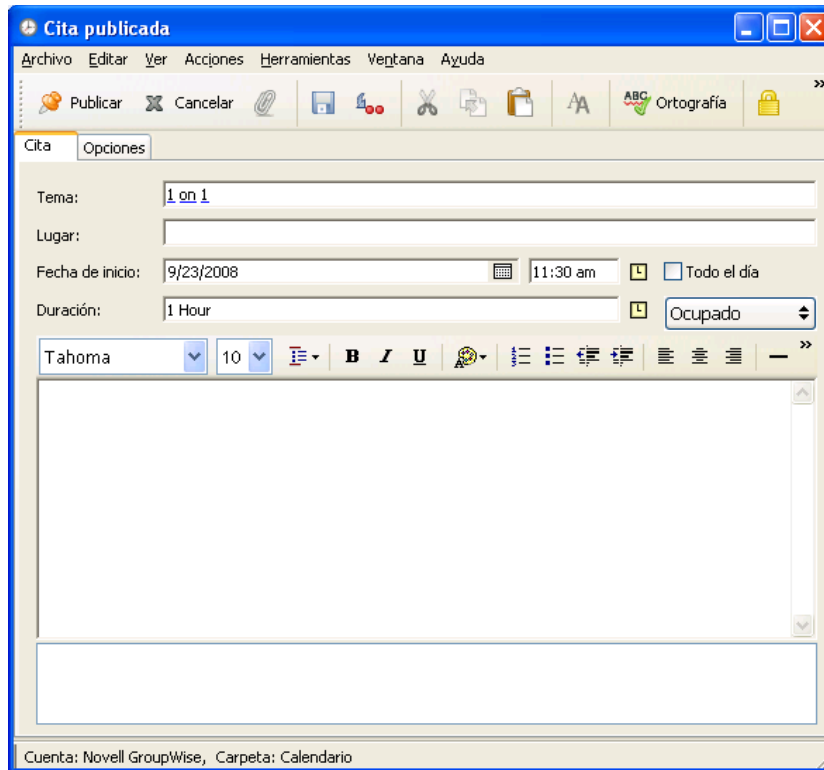 Cita publicada
Archivo Editar Ver Acciones Herramientas Ventana Ayuda
Publicar Cancelar ABC Ortografía »
Cita Opciones
Tema: 1 on 1
Lugar:
Fecha de inicio: 9/23/2008 11:30 am Todo el día
Duración: 1 Hour Ocupado
Tahoma 10 B I U »
Cuenta: Novell GroupWise, Carpeta: Calendario